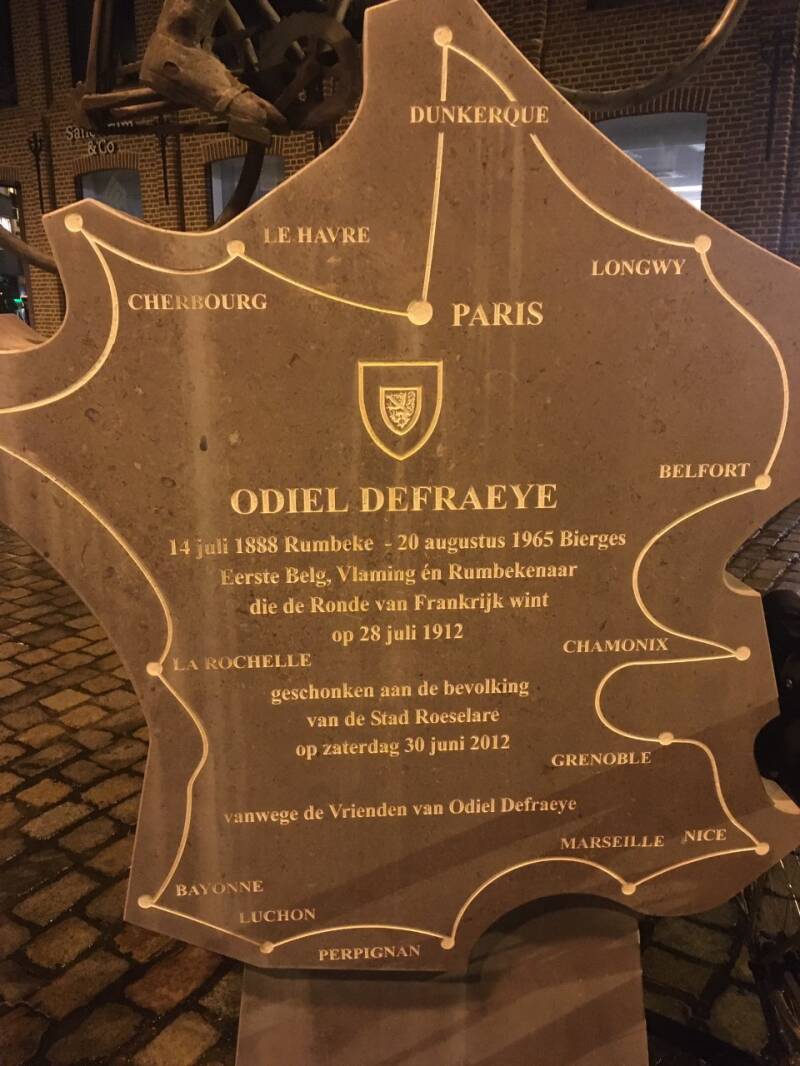 & Co
DUNKERQUE
LE HAVRE
LONGWY
CHERBOURG
PARIS
BELFORT
ODIEL DEFRAEYE
14 juli 1888 Rumbeke - 20 augustus 1965 Bierges
Eerste Belg, Vlaming én Rumbekenaar
die de Ronde van Frankrijk wint
op 28 juli 1912
CHAMONIX
LA ROCHELLE
geschonken aan de bevolking
van de Stad Roeselare
op zaterdag 30 juni 2012
GRENOBLE
vanwege de Vrienden van Odiel Defraeye
MARSEILLE
NICE
BAYONNE
LUCHON
PERPIGNAN